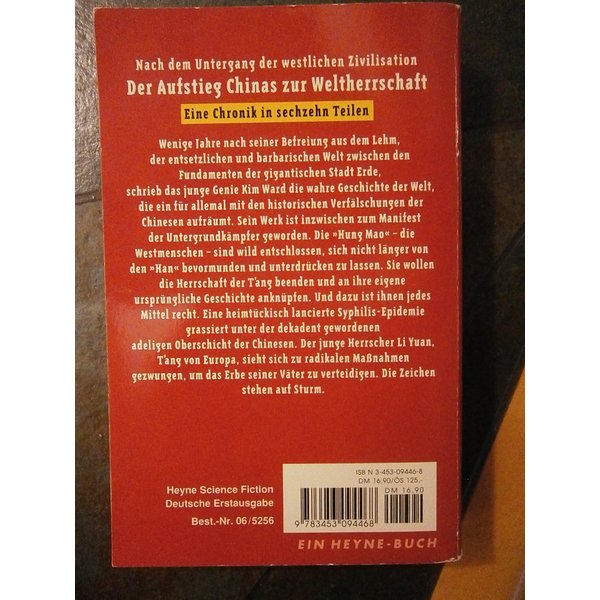 Nach dem Untergang der westlichen Zivilisation
Der Aufstieg Chinas zur Weltherrschaft
Eine Chronik in sechzehn Teilen
Wenige Jahre nach seiner Befreiung aus dem Lehm,
der entsetzlichen und barbarischen Welt zwischen den
Fundamenten der gigantischen Stadt Erde,
schrieb das junge Genie Kim Ward die wahre Geschichte der Welt,
die ein für allemal mit den historischen Verfälschungen der
Chinesen aufräumt. Sein Werk ist inzwischen zum Manifest
der Untergrundkämpfer geworden. Die »Hung Mao« – die
Westmenschen – sind wild entschlossen, sich nicht länger von
den »Han« bevormunden und unterdrücken zu lassen. Sie wollen
die Herrschaft der T'ang beenden und an ihre eigene
ursprüngliche Geschichte anknüpfen. Und dazu ist ihnen jedes
Mittel recht. Eine heimtückisch lancierte Syphilis-Epidemie
grassiert unter der dekadent gewordenen
adeligen Oberschicht der Chinesen. Der junge Herrscher Li Yuan,
T'ang von Europa, sieht sich zu radikalen Maßnahmen
gezwungen, um das Erbe seiner Väter zu verteidigen. Die Zeichen
stehen auf Sturm.
Heyne Science Fiction
Deutsche Erstausgabe
Best.-Nr. 06/5256
ISBN 3-453-09446-8
DM 16,90/ÖS 125,-
DM 16.90
9 783453 094468
EIN HEYNE-BUCH